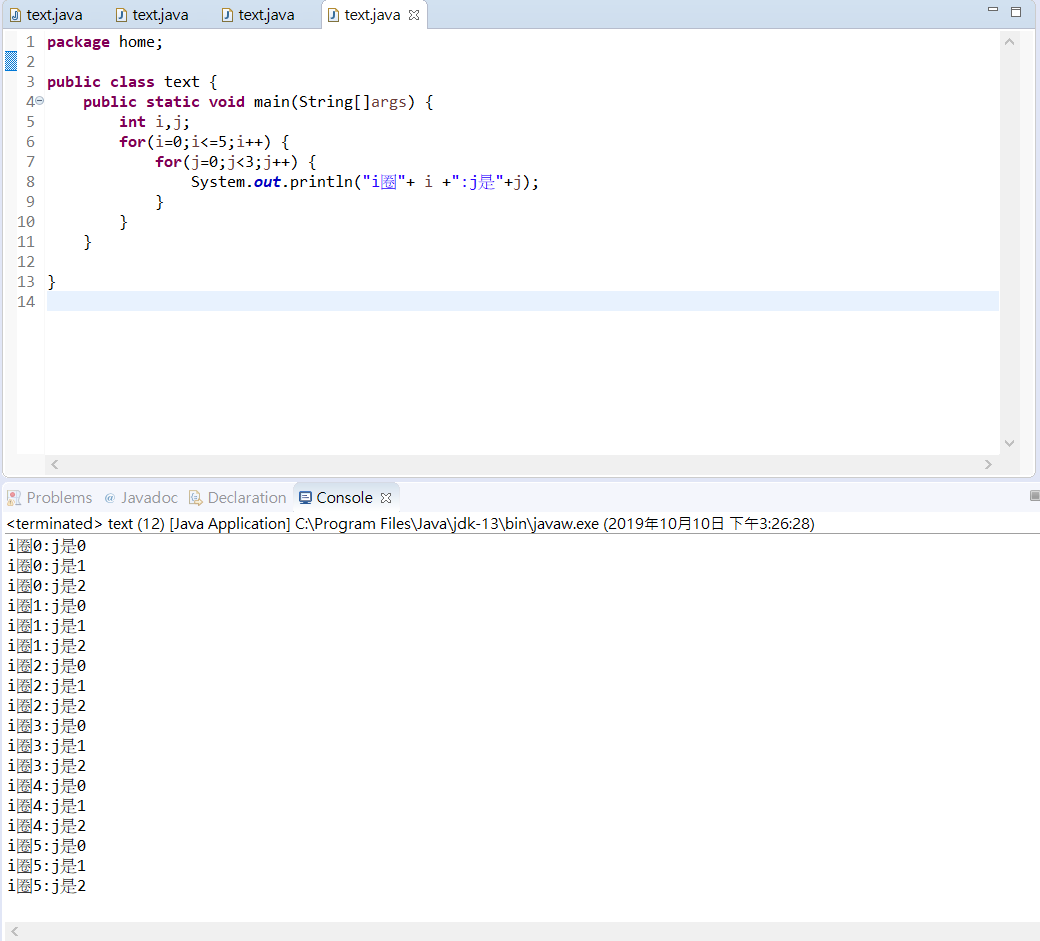 text.java text.java text.java text.java
1 package home;
2
3 public class text {
4 public static void main(String[]args) {
5 int i,j;
6 for(i=0;i<=5;i++) {
7 for(j=0;j<3;j++) {
8 System.out.println("i圈"+ i +":j是"+j);
9 }
10 }
11 }
12
13 }
14
Problems @ Javadoc Declaration Console
<terminated> text (12) [Java Application] C:\Program Files\Java\jdk-13\bin\javaw.exe (2019年10月10日 下午3:26:28)
i圈0:j是0
i圈0:j是1
i圈0:j是2
i圈1:j是0
i圈1:j是1
i圈1:j是2
i圈2:j是0
i圈2:j是1
i圈2:j是2
i圈3:j是0
i圈3:j是1
i圈3:j是2
i圈4:j是0
i圈4:j是1
i圈4:j是2
i圈5:j是0
i圈5:j是1
i圈5:j是2